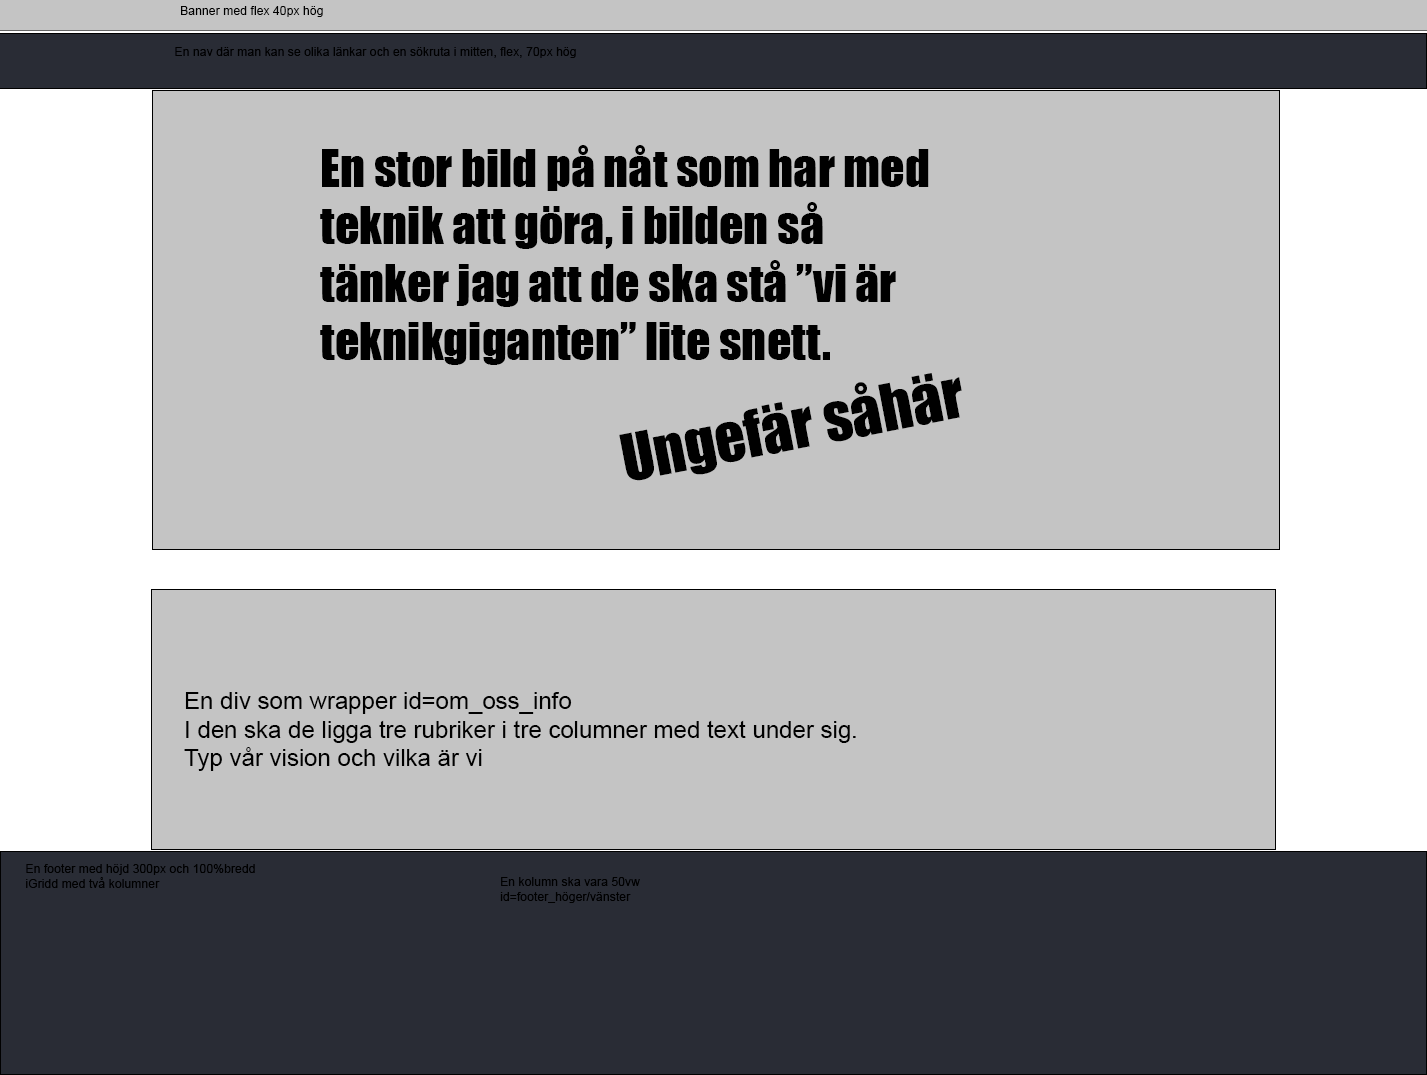 Banner med flex 40px hög
En nav där man kan se olika länkar och en sökruta i mitten, flex, 70px hög
En stor bild på nåt som har med
teknik att göra, i bilden så
tänker jag att de ska stå ”vi är
teknikgiganten” lite snett.
Ungefär såhär
En div som wrapper id=om_oss_info
I den ska de ligga tre rubriker i tre columner med text under sig.
Typ vår vision och vilka är vi
En footer med höjd 300px och 100%bredd
iGridd med två kolumner
En kolumn ska vara 50vw
id=footer_höger/vänster